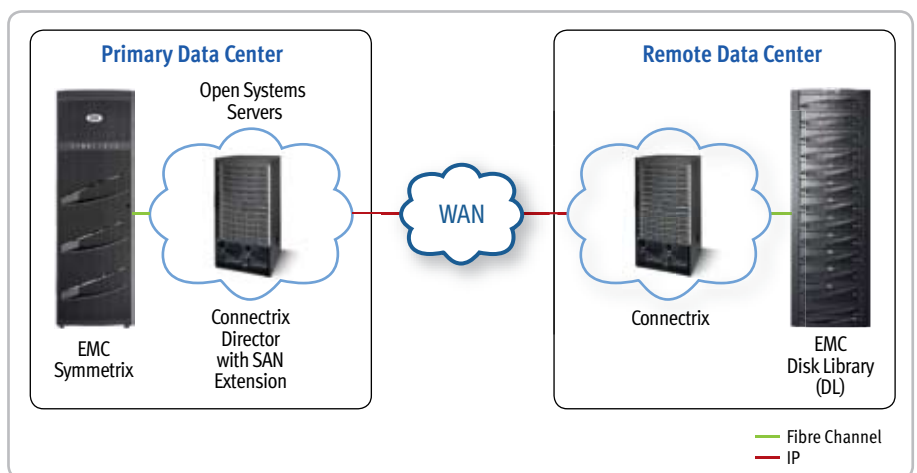 Primary Data Center
Open Systems
Servers
EMC
Symmetrix
Connectrix
Director
with SAN
Extension
WAN
Remote Data Center
Connectrix
EMC
Disk Library
(DL)
Fibre Channel
IP